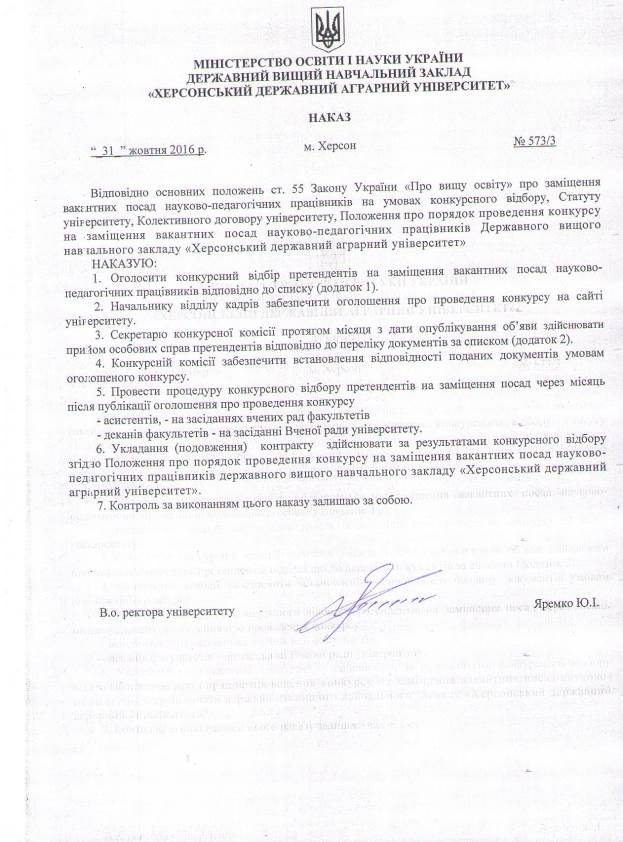 МІНІСТЕРСТВО ОСВІТИ І НАУКИ УКРАЇНИ
ДЕРЖАВНИЙ ВИЩИЙ НАВЧАЛЬНИЙ ЗАКЛАД
«ХЕРСОНСЬКИЙ ДЕРЖАВНИЙ АГРАРНИЙ УНІВЕРСИТЕТ»
НАКАЗ
“_31_” жовтня 2016 р. м. Херсон № 573/3
Відповідно основних положень ст. 55 Закону України «Про вищу освіту» про заміщення
вакантних посад науково-педагогічних працівників на умовах конкурсного відбору, Статуту
університету, Колективного договору університету, Положення про порядок проведення конкурсу
на заміщення вакантних посад науково-педагогічних працівників Державного вищого
навчального закладу «Херсонський державний аграрний університет»
НАКАЗУЮ:
1. Оголосити конкурсний відбір претендентів на заміщення вакантних посад науково-
педагогічних працівників відповідно до списку (додаток 1).
2. Начальнику відділу кадрів забезпечити оголошення про проведення конкурсу на сайті
університету.
3. Секретарю конкурсної комісії протягом місяця з дати опублікування об’яви здійснювати
прийом особових справ претендентів відповідно до переліку документів за списком (додаток 2).
4. Конкурсній комісії забезпечити встановлення відповідності поданих документів умовам
оголошеного конкурсу.
5. Провести процедуру конкурсного відбору претендентів на заміщення посад через місяць
після публікації оголошення про проведення конкурсу
- асистентів, - на засіданнях вчених рад факультетів
- деканів факультетів - на засіданні Вченої ради університету.
6. Укладання (подовження) контракту здійснювати за результатами конкурсного відбору
згідно Положення про порядок проведення конкурсу на заміщення вакантних посад науково-
педагогічних працівників державного вищого навчального закладу «Херсонський державний
аграрний університет».
7. Контроль за виконанням цього наказу залишаю за собою.
В.о. ректора університету Яремко Ю.І.